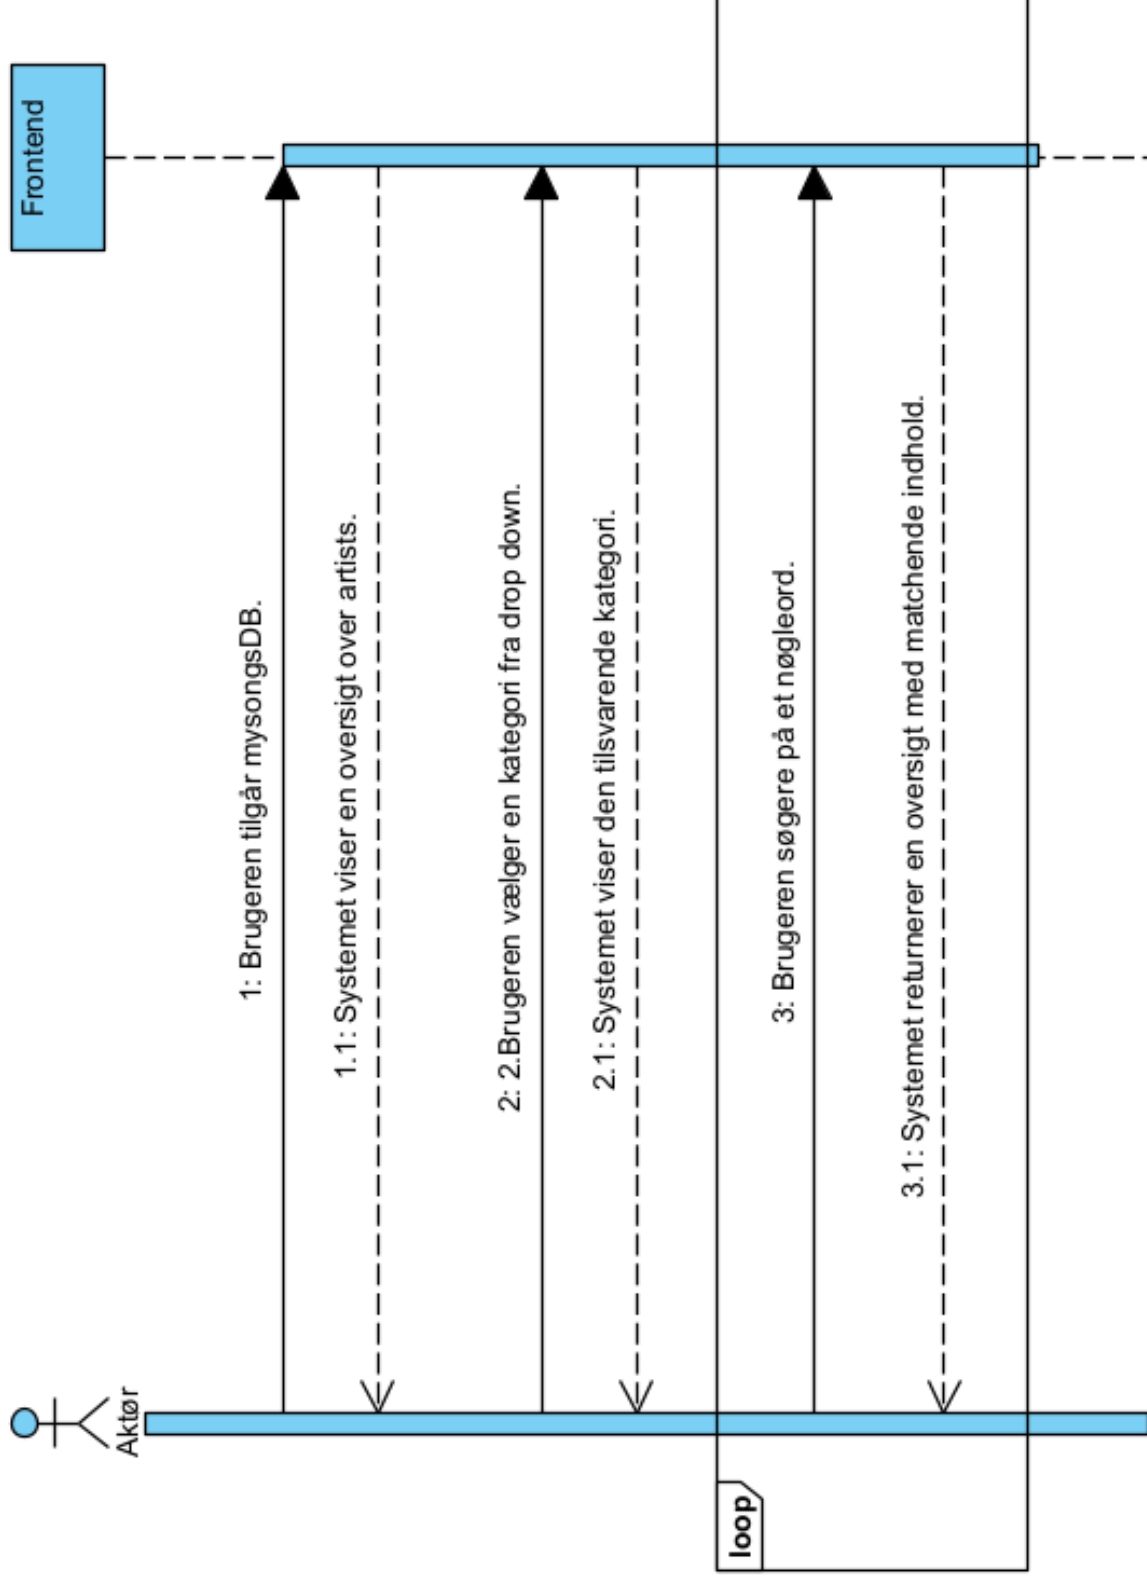 Aktør
Frontend
1: Brugeren tilgår mysongsDB.
1.1: Systemet viser en oversigt over artists.
2: 2.Brugeren vælger en kategori fra drop down.
2.1: Systemet viser den tilsvarende kategori.
loop
3: Brugeren søgere på et nøgleord.
3.1: Systemet returnerer en oversigt med matchende indhold.